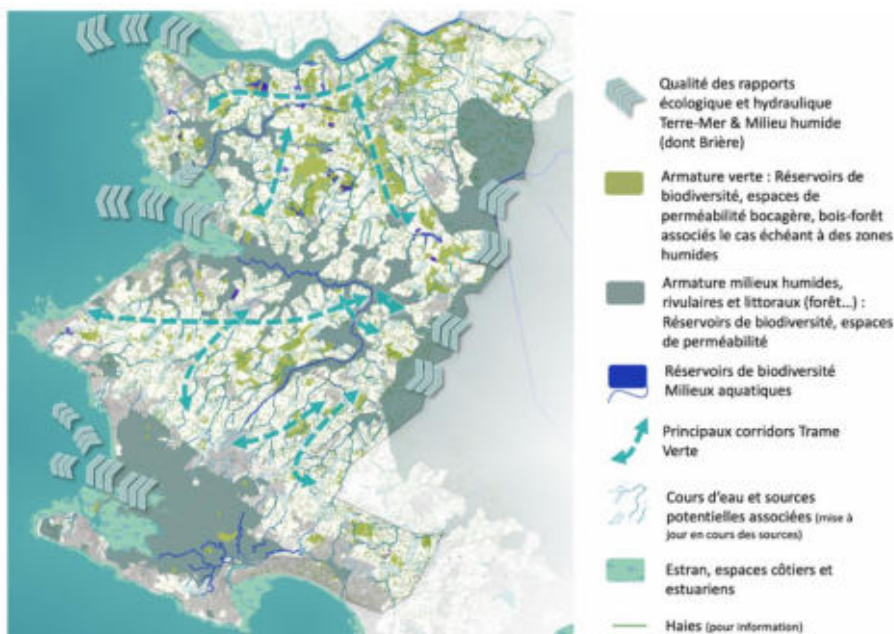 Qualité des rapports
écologique et hydraulique
Terre-Mer & Milieu humide
(dont Brière)
Armature verte : Réservoirs de
biodiversité, espaces de
perméabilité bocagère, bois-forêt
associés le cas échéant à des zones
humides
Armature milieux humides,
rivulaires et littoraux (forêt...) :
Réservoirs de biodiversité, espaces
de perméabilité
Réservoirs de biodiversité
Milieux aquatiques
Principaux corridors Trame
Verte
Cours d'eau et sources
potentielles associées (mise à
jour en cours des sources)
Estran, espaces côtiers et
estuariens
Haies (pour information)